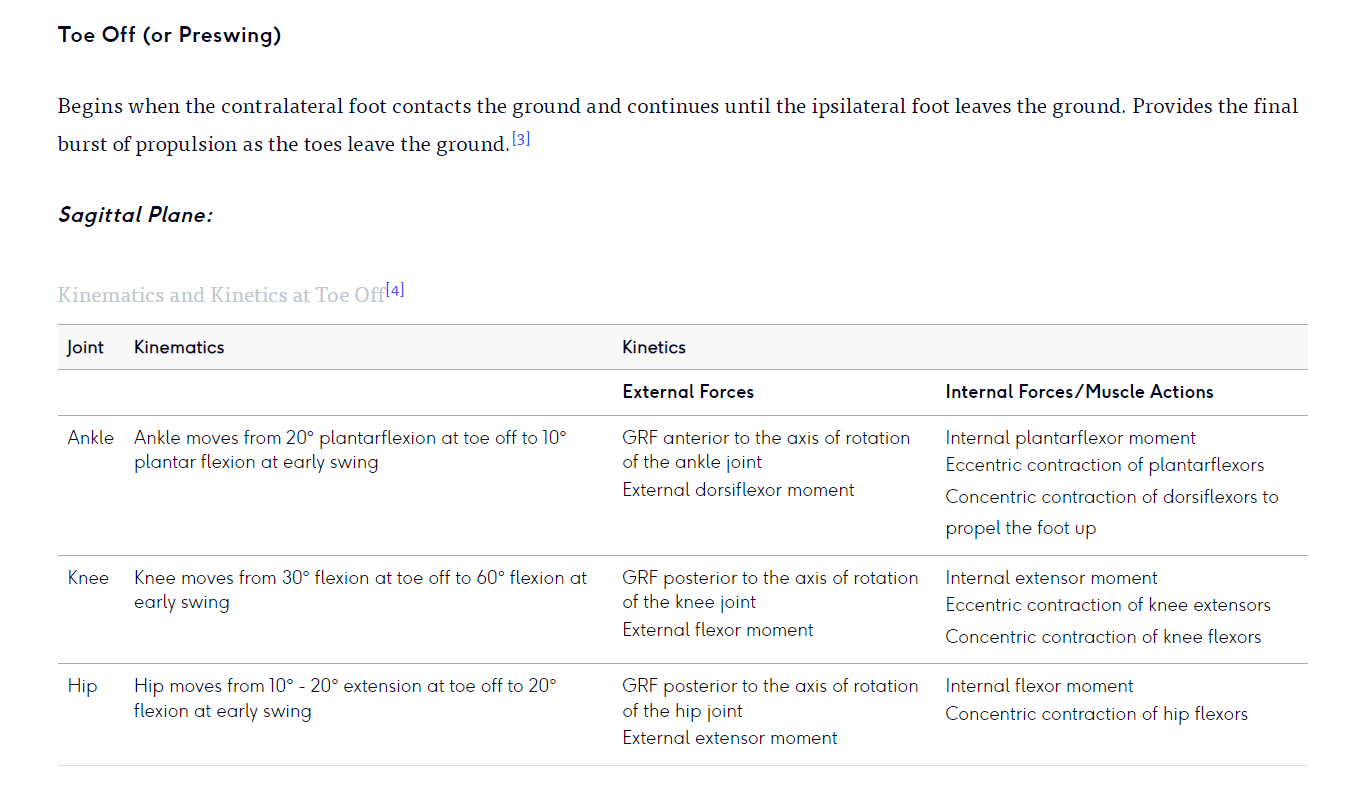 Toe Off (or Preswing)
Begins when the contralateral foot contacts the ground and continues until the ipsilateral foot leaves the ground. Provides the final
burst of propulsion as the toes leave the ground.[3]
Sagittal Plane:
Kinematics and Kinetics at Toe Off[4]
Joint Kinematics Kinetics
External Forces Internal Forces/Muscle Actions
Ankle Ankle moves from 20° plantarflexion at toe off to 10° GRF anterior to the axis of rotation Internal plantarflexor moment
plantar flexion at early swing of the ankle joint Eccentric contraction of plantarflexors
External dorsiflexor moment Concentric contraction of dorsiflexors to
propel the foot up
Knee Knee moves from 30° flexion at toe off to 60° flexion at GRF posterior to the axis of rotation Internal extensor moment
early swing of the knee joint Eccentric contraction of knee extensors
External flexor moment Concentric contraction of knee flexors
Hip Hip moves from 10° - 20° extension at toe off to 20° GRF posterior to the axis of rotation Internal flexor moment
flexion at early swing of the hip joint Concentric contraction of hip flexors
External extensor moment